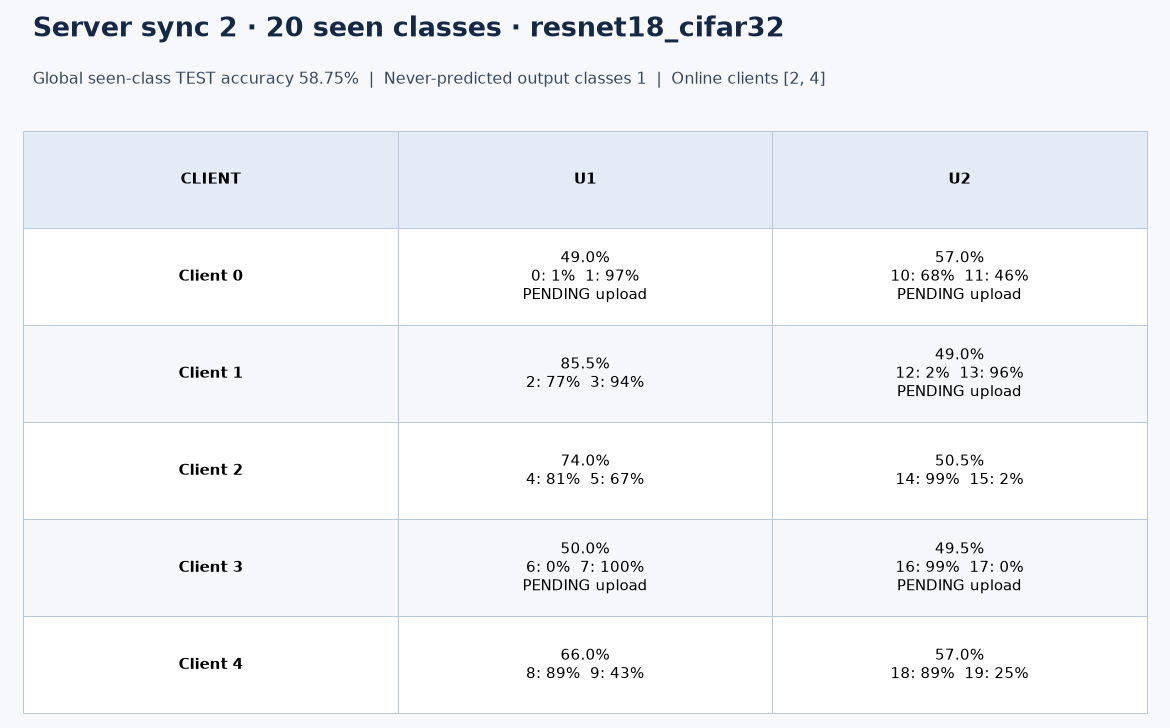 Server sync 2 · 20 seen classes · resnet18_cifar32
Global seen-class TEST accuracy 58.75%  |  Never-predicted output classes 1  |  Online clients [2, 4]
CLIENT
U1
U2
Client 0
49.0%
0: 1%  1: 97%
PENDING upload
57.0%
10: 68%  11: 46%
PENDING upload
Client 1
85.5%
2: 77%  3: 94%
49.0%
12: 2%  13: 96%
PENDING upload
Client 2
74.0%
4: 81%  5: 67%
50.5%
14: 99%  15: 2%
Client 3
50.0%
6: 0%  7: 100%
PENDING upload
49.5%
16: 99%  17: 0%
PENDING upload
Client 4
66.0%
8: 89%  9: 43%
57.0%
18: 89%  19: 25%